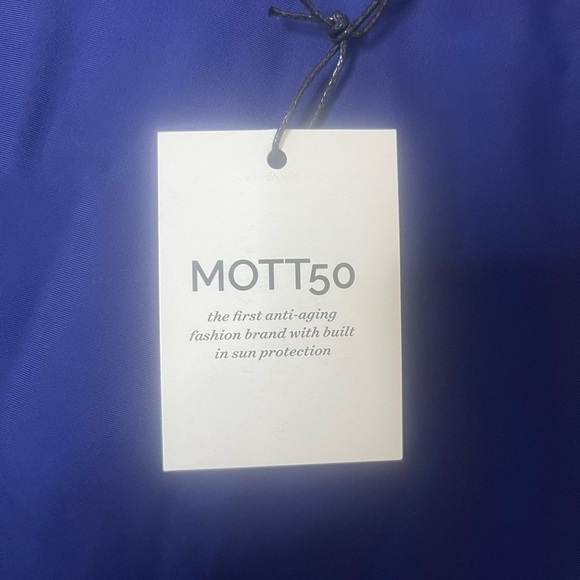 MOTT50
the first anti-aging
fashion brand with built
in sun protection